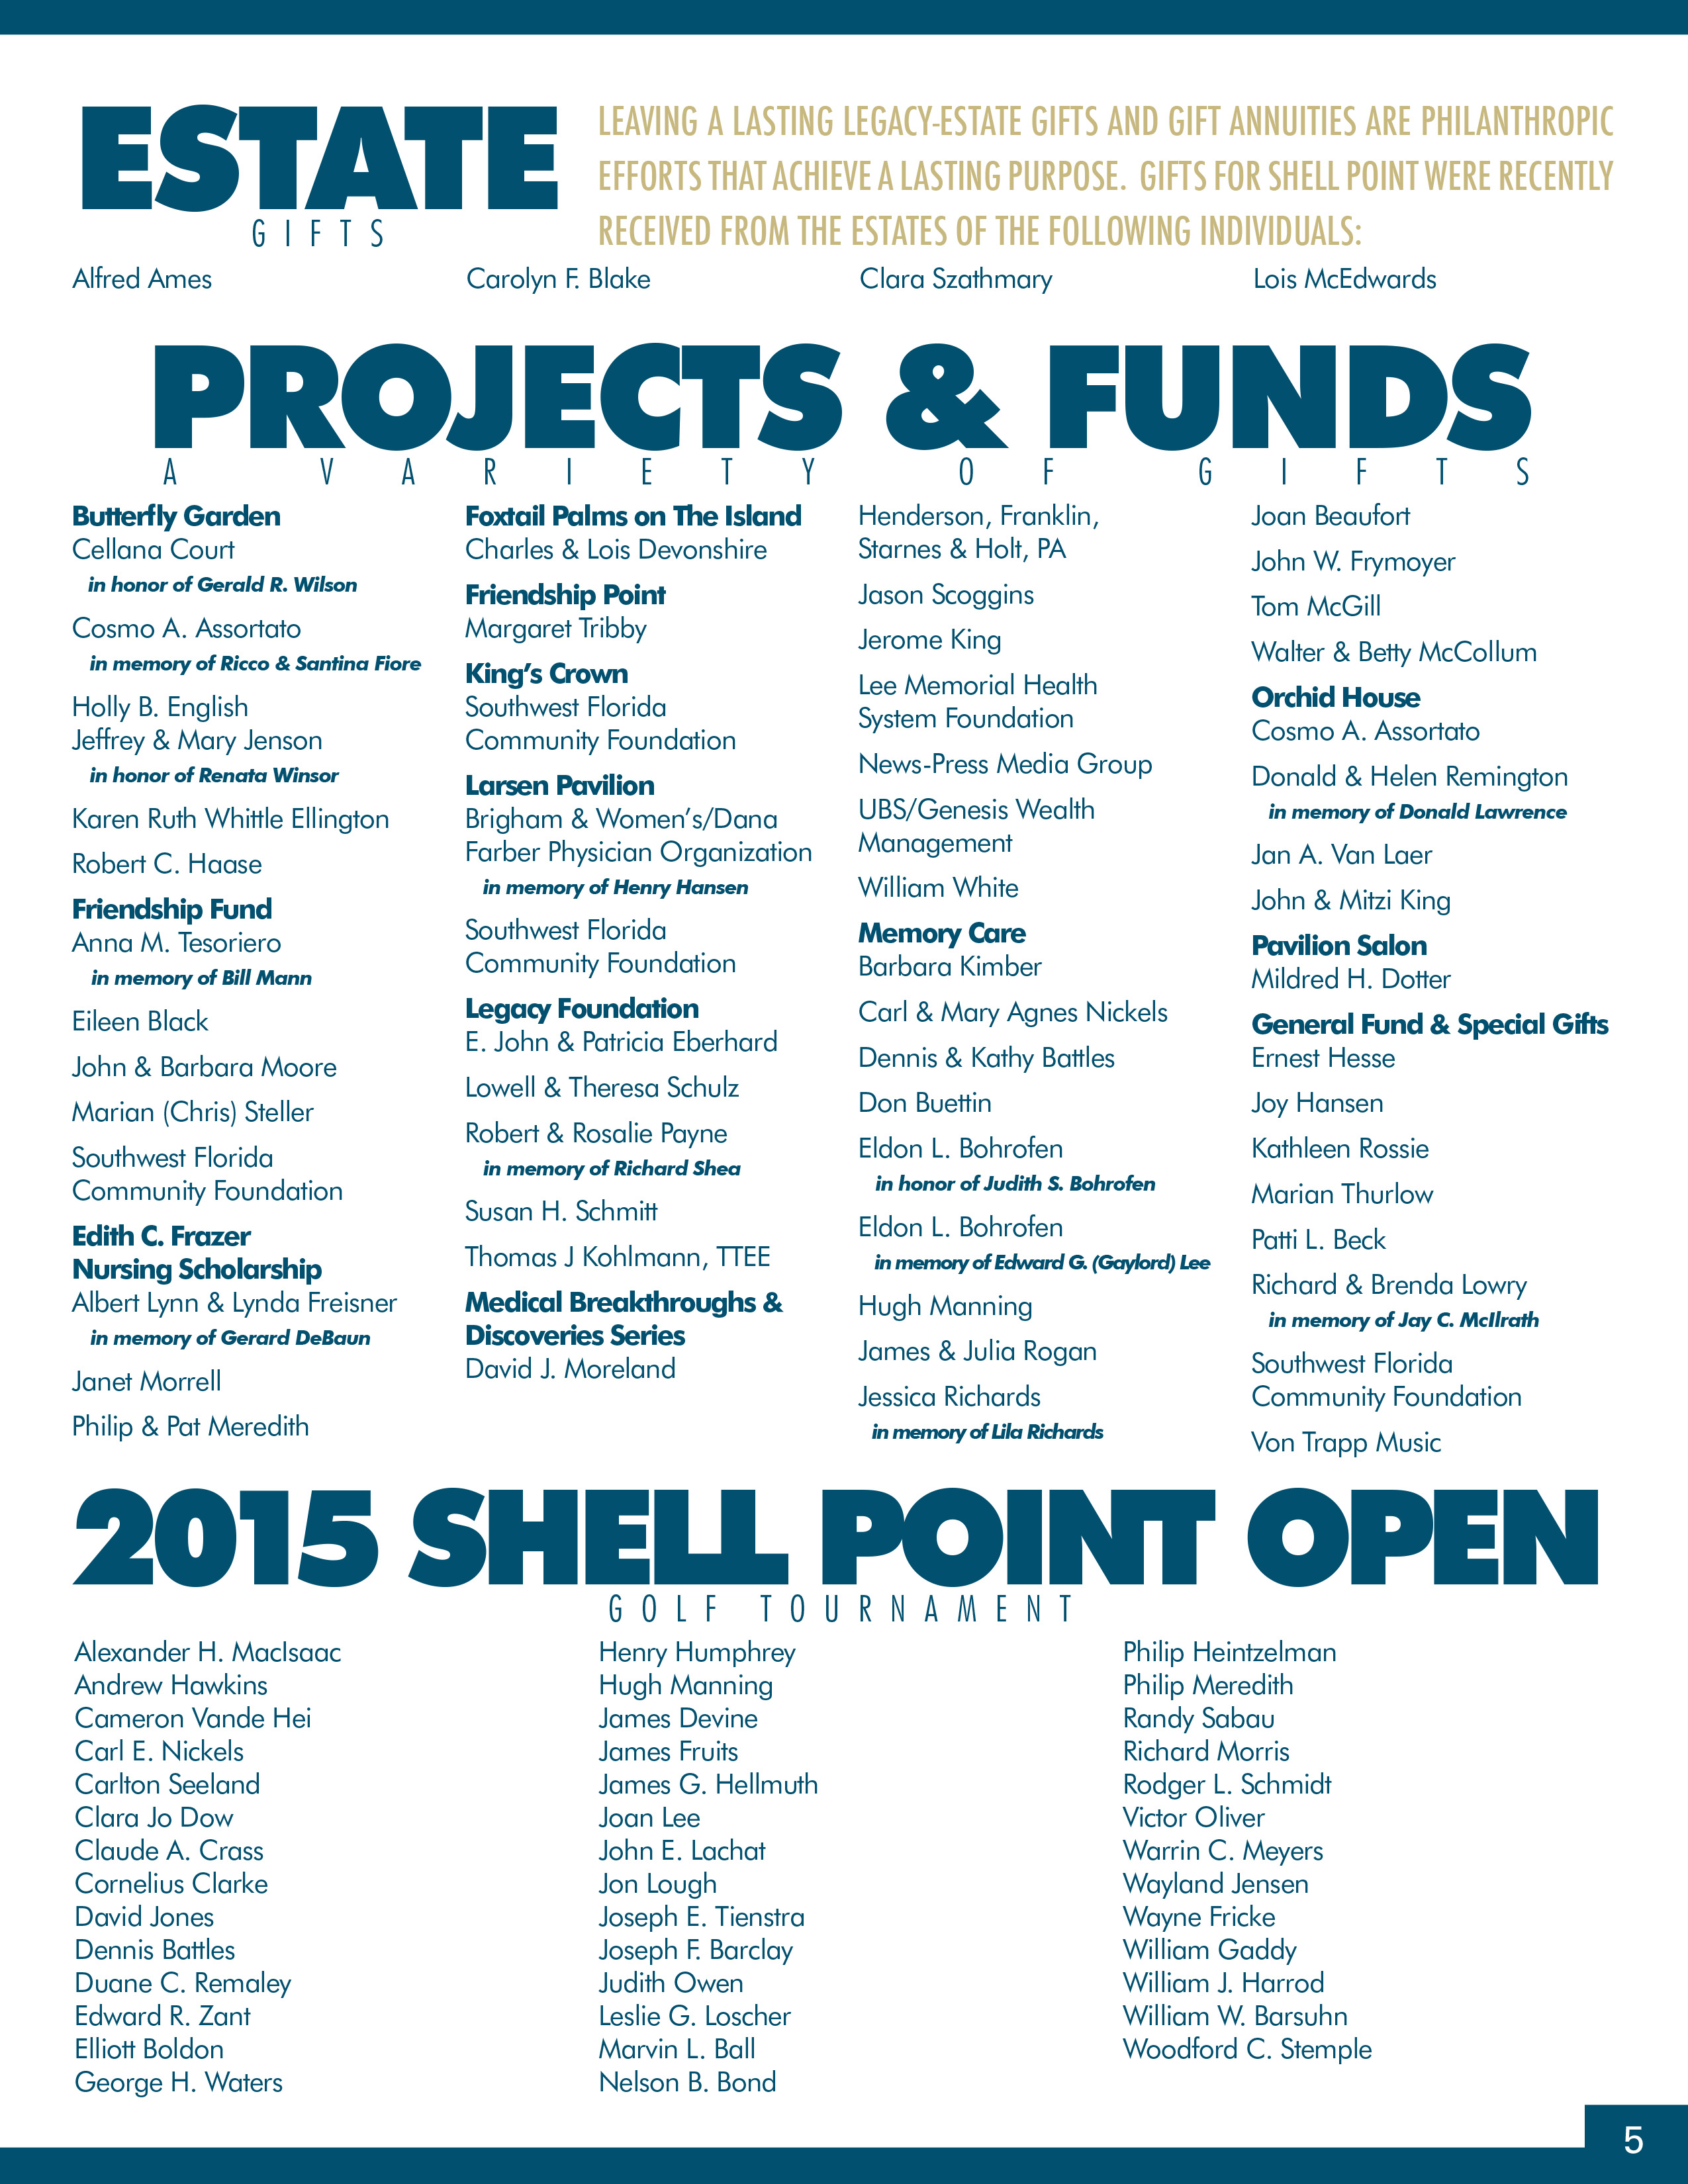 ESTATE
GIFTS
LEAVING A LASTING LEGACY-ESTATE GIFTS AND GIFT ANNUITIES ARE PHILANTHROPIC
EFFORTS THAT ACHIEVE A LASTING PURPOSE. GIFTS FOR SHELL POINT WERE RECENTLY
RECEIVED FROM THE ESTATES OF THE FOLLOWING INDIVIDUALS:
Alfred Ames
Carolyn F. Blake
Clara Szathmary
Lois McEdwards
PROJECTS & FUNDS
A VARIETY OF GIFTS
Butterfly Garden
Cellana Court
in honor of Gerald R. Wilson
Cosmo A. Assortato
in memory of Ricco & Santina Fiore
Holly B. English
Jeffrey & Mary Jenson
in honor of Renata Winsor
Karen Ruth Whittle Ellington
Robert C. Haase
Friendship Fund
Anna M. Tesoriero
in memory of Bill Mann
Eileen Black
John & Barbara Moore
Marian (Chris) Steller
Southwest Florida
Community Foundation
Edith C. Frazer
Nursing Scholarship
Albert Lynn & Lynda Freisner
in memory of Gerard DeBaun
Janet Morrell
Philip & Pat Meredith
Foxtail Palms on The Island
Charles & Lois Devonshire
Friendship Point
Margaret Tribby
King's Crown
Southwest Florida
Community Foundation
Larsen Pavilion
Brigham & Women's/Dana
Farber Physician Organization
in memory of Henry Hansen
Southwest Florida
Community Foundation
Legacy Foundation
E. John & Patricia Eberhard
Lowell & Theresa Schulz
Robert & Rosalie Payne
in memory of Richard Shea
Susan H. Schmitt
Thomas J Kohlmann, TTEE
Medical Breakthroughs &
Discoveries Series
David J. Moreland
Henderson, Franklin,
Starnes & Holt, PA
Jason Scoggins
Jerome King
Lee Memorial Health
System Foundation
News-Press Media Group
UBS/Genesis Wealth
Management
William White
Memory Care
Barbara Kimber
Carl & Mary Agnes Nickels
Dennis & Kathy Battles
Don Buettin
Eldon L. Bohrofen
in honor of Judith S. Bohrofen
Eldon L. Bohrofen
in memory of Edward G. (Gaylord) Lee
Hugh Manning
James & Julia Rogan
Jessica Richards
in memory of Lila Richards
Joan Beaufort
John W. Frymoyer
Tom McGill
Walter & Betty McCollum
Orchid House
Cosmo A. Assortato
Donald & Helen Remington
in memory of Donald Lawrence
Jan A. Van Laer
John & Mitzi King
Pavilion Salon
Mildred H. Dotter
General Fund & Special Gifts
Ernest Hesse
Joy Hansen
Kathleen Rossie
Marian Thurlow
Patti L. Beck
Richard & Brenda Lowry
in memory of Jay C. McIlrath
Southwest Florida
Community Foundation
Von Trapp Music
2015 SHELL POINT OPEN
GOLF TOURNAMENT
Alexander H. MacIsaac
Andrew Hawkins
Cameron Vande Hei
Carl E. Nickels
Carlton Seeland
Clara Jo Dow
Claude A. Crass
Cornelius Clarke
David Jones
Dennis Battles
Duane C. Remaley
Edward R. Zant
Elliott Boldon
George H. Waters
Henry Humphrey
Hugh Manning
James Devine
James Fruits
James G. Hellmuth
Joan Lee
John E. Lachat
Jon Lough
Joseph E. Tienstra
Joseph F. Barclay
Judith Owen
Leslie G. Loscher
Marvin L. Ball
Nelson B. Bond
Philip Heintzelman
Philip Meredith
Randy Sabau
Richard Morris
Rodger L. Schmidt
Victor Oliver
Warrin C. Meyers
Wayland Jensen
Wayne Fricke
William Gaddy
William J. Harrod
William W. Barsuhn
Woodford C. Stemple
5